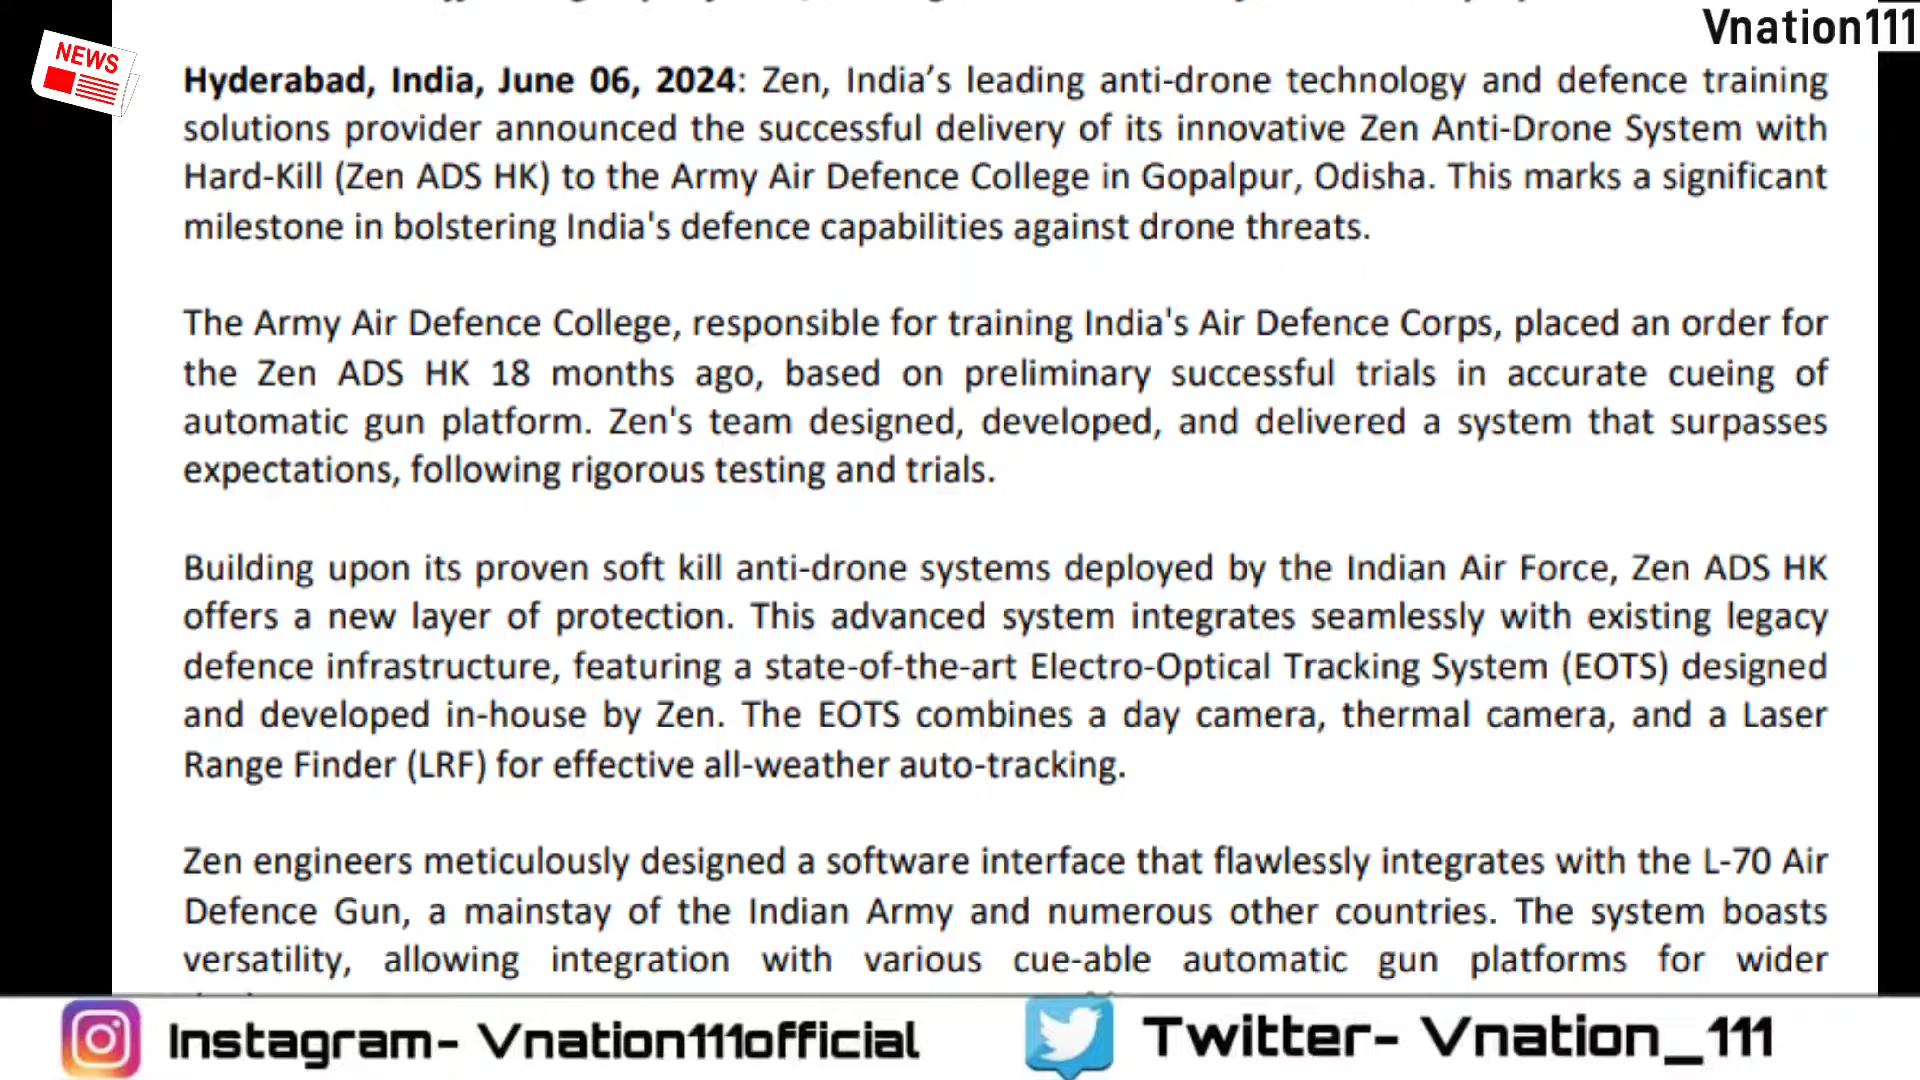 Vnation111
NEWS
Hyderabad, India, June 06, 2024: Zen, India’s leading anti-drone technology and defence training
solutions provider announced the successful delivery of its innovative Zen Anti-Drone System with
Hard-Kill (Zen ADS HK) to the Army Air Defence College in Gopalpur, Odisha. This marks a significant
milestone in bolstering India's defence capabilities against drone threats.
The Army Air Defence College, responsible for training India's Air Defence Corps, placed an order for
the Zen ADS HK 18 months ago, based on preliminary successful trials in accurate cueing of
automatic gun platform. Zen's team designed, developed, and delivered a system that surpasses
expectations, following rigorous testing and trials.
Building upon its proven soft kill anti-drone systems deployed by the Indian Air Force, Zen ADS HK
offers a new layer of protection. This advanced system integrates seamlessly with existing legacy
defence infrastructure, featuring a state-of-the-art Electro-Optical Tracking System (EOTS) designed
and developed in-house by Zen. The EOTS combines a day camera, thermal camera, and a Laser
Range Finder (LRF) for effective all-weather auto-tracking.
Zen engineers meticulously designed a software interface that flawlessly integrates with the L-70 Air
Defence Gun, a mainstay of the Indian Army and numerous other countries. The system boasts
versatility, allowing integration with various cue-able automatic gun platforms for wider
Instagram- Vnation111official
Twitter- Vnation_111